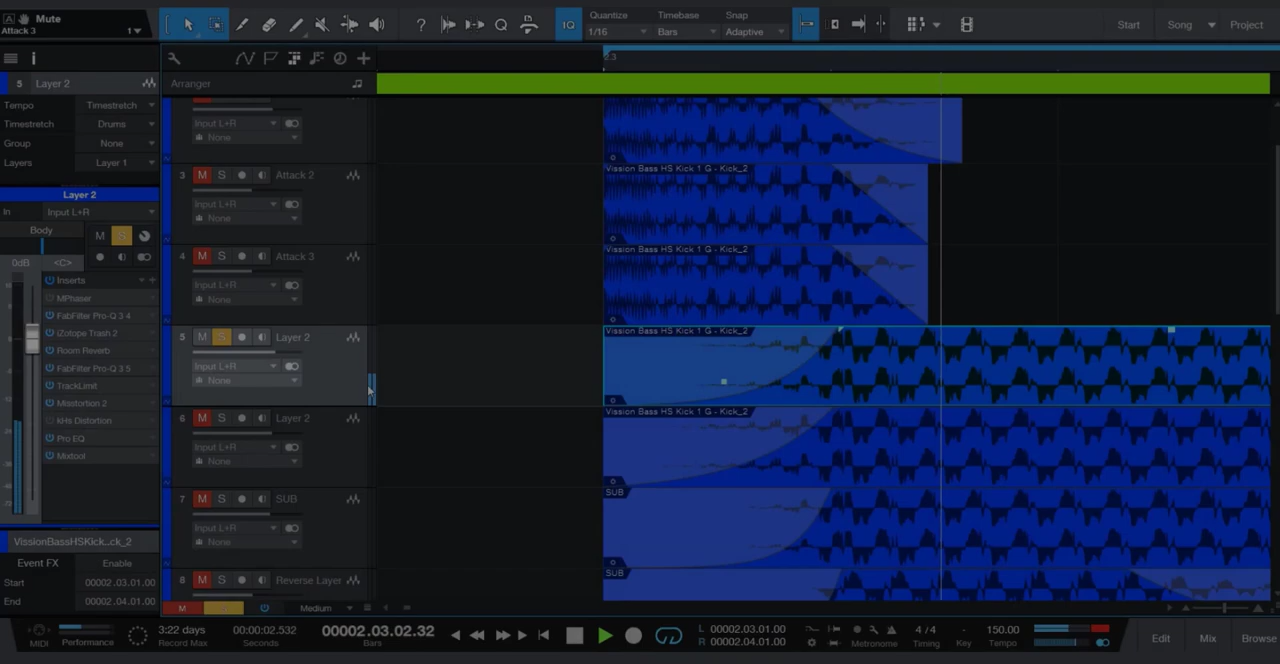 A Mute
Attack 3 1
Quantize Timebase Snap
1/16 Bars Adaptive
IQ
Start Song Project
5 Layer 2
Tempo Timestretch
Timestretch Drums
Group None
Layers Layer 1
Layer 2
In Input L+R
Body
M S
0dB <C>
Inserts
MPhaser
FabFilter Pro-Q 3 4
iZotope Trash 2
Room Reverb
FabFilter Pro-Q 3 5
TrackLimit
Misstortion 2
kHs Distortion
Pro EQ
Mixtool
VissionBassHSKick..ck_2
Event FX Enable
Start 00002.03.01.00
End 00002.04.01.00
2.3
Arranger
Input L+R
None
3 M S Attack 2
Input L+R
None
Vission Bass HS Kick 1 G - Kick_2
4 M S Attack 3
Input L+R
None
Vission Bass HS Kick 1 G - Kick_2
5 M S Layer 2
Input L+R
None
Vission Bass HS Kick 1 G - Kick_2
6 M S Layer 2
Input L+R
None
Vission Bass HS Kick 1 G - Kick_2
7 M S SUB
Input L+R
None
SUB
8 M S Reverse Layer
SUB
M Medium
MIDI Performance
3:22 days
Record Max
00:00:02.532
Seconds
00002.03.02.32
Bars
L 00002.03.01.00
R 00002.04.01.00
Metronome
4 / 4
Timing
-
Key
150.00
Tempo
Edit Mix Browse